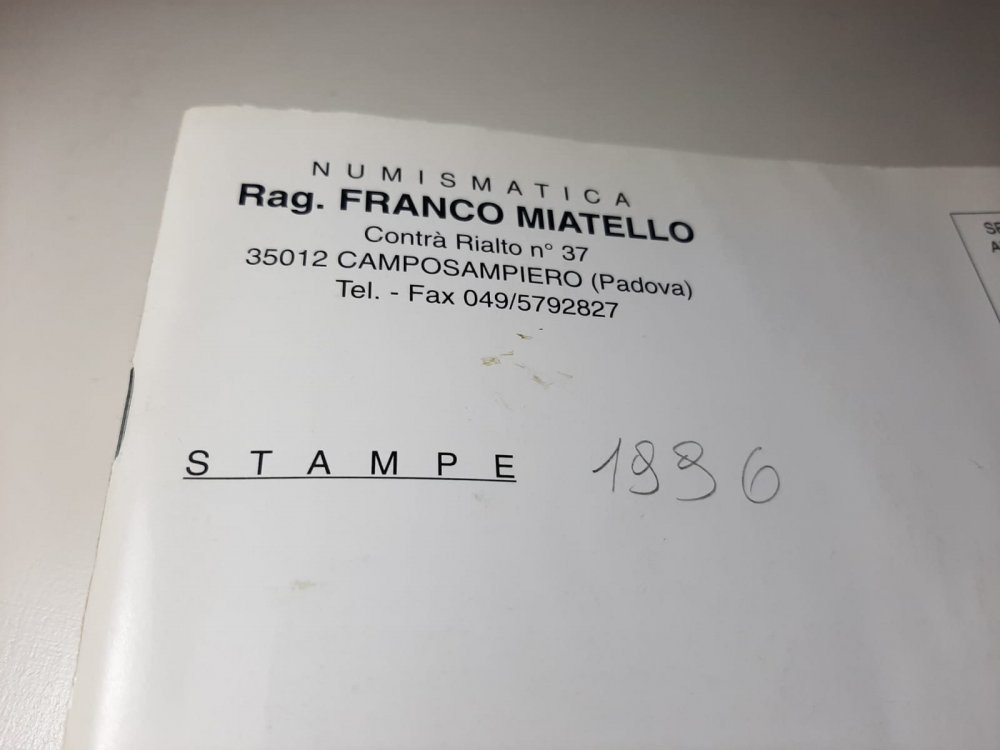 NUMISMATICA
Rag. FRANCO MIATELLO
Contrà Rialto n° 37
35012 CAMPOSAMPIERO (Padova)
Tel. - Fax 049/5792827
STAMPE 1996